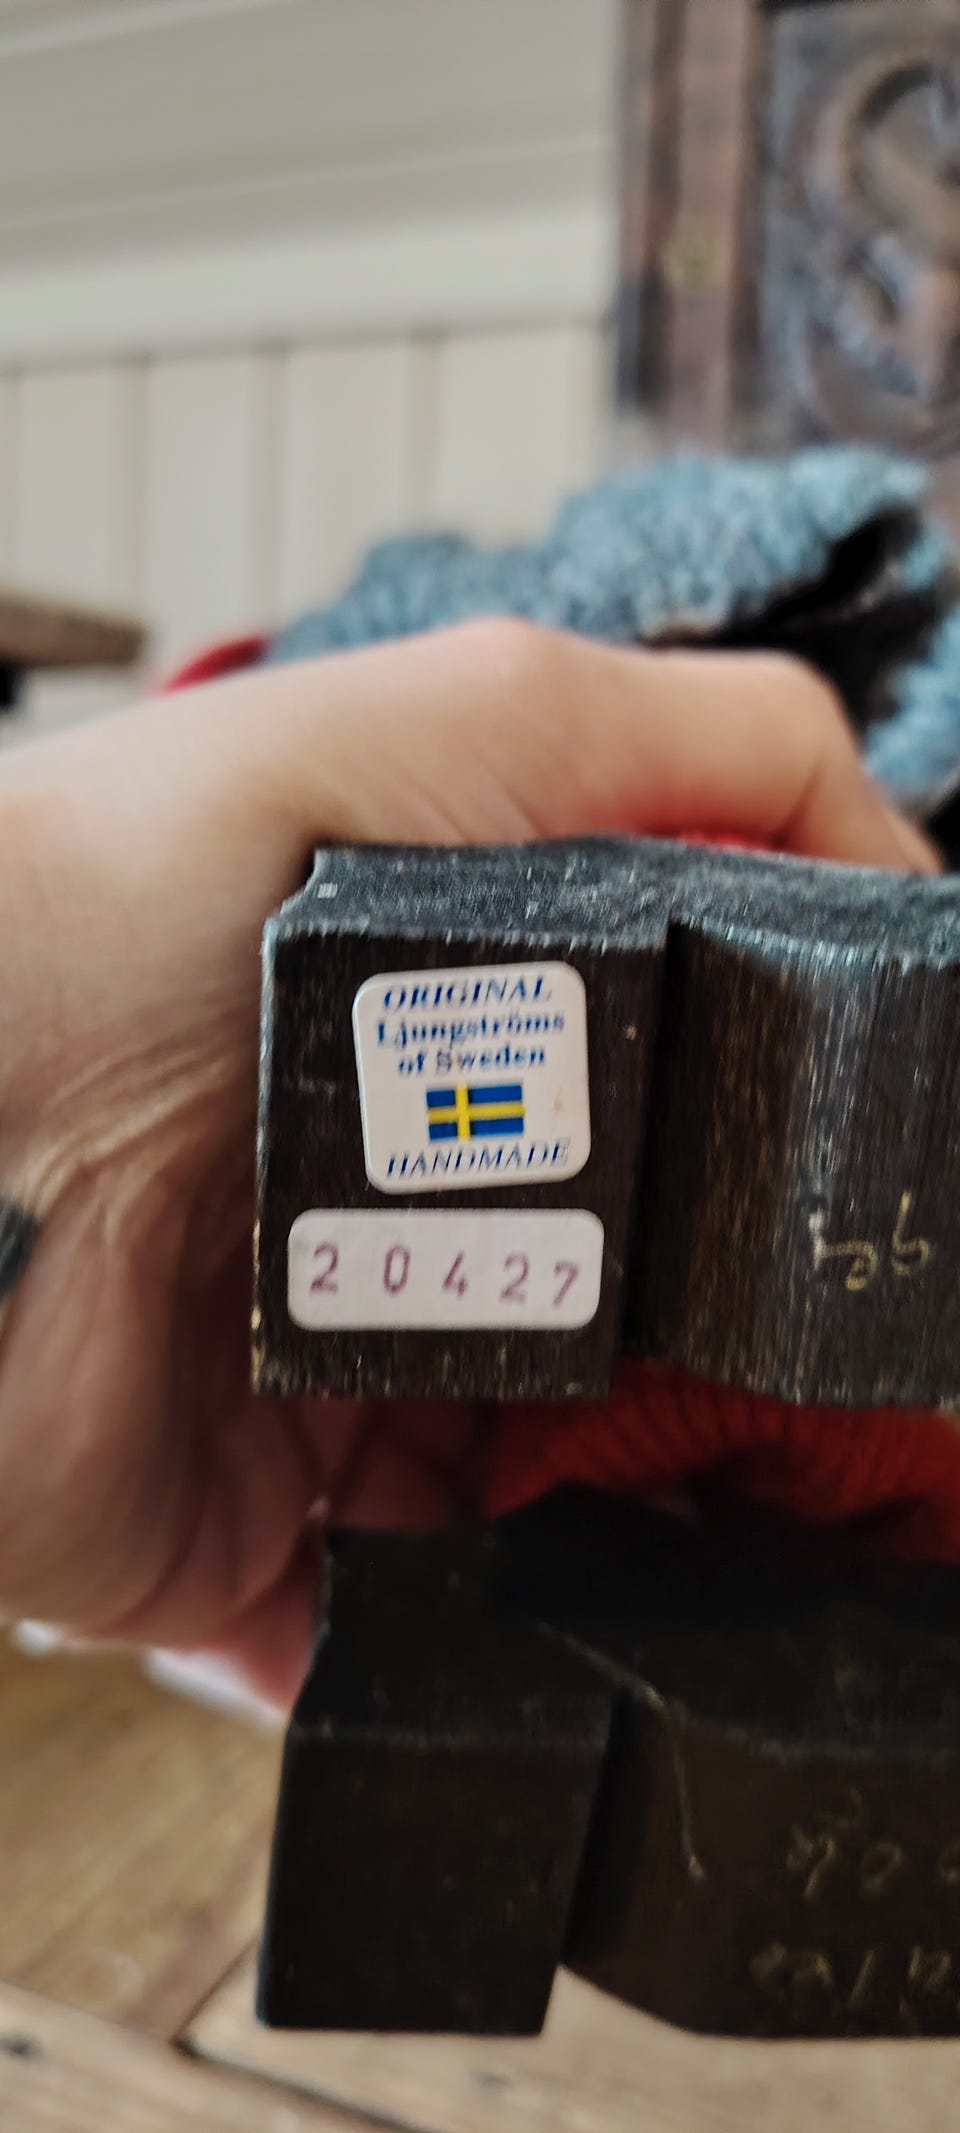 ORIGINAL
Ljungströms
of Sweden
HANDMADE
20427